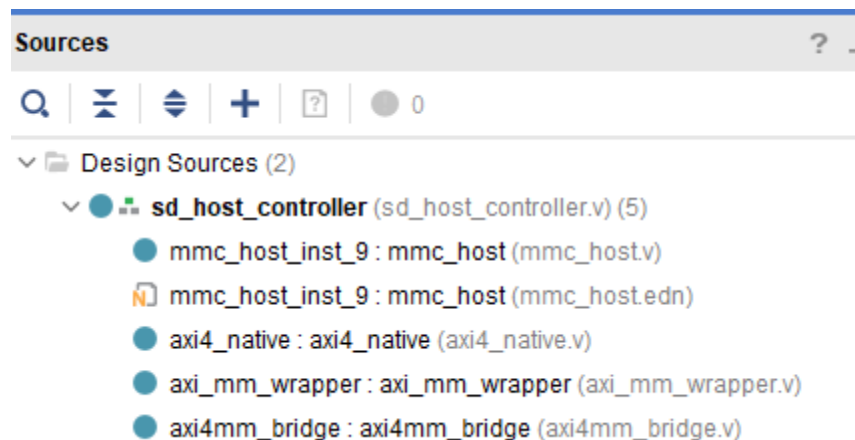 Sources ? _
0
Design Sources (2)
sd_host_controller (sd_host_controller.v) (5)
mmc_host_inst_9 : mmc_host (mmc_host.v)
N mmc_host_inst_9 : mmc_host (mmc_host.edn)
axi4_native : axi4_native (axi4_native.v)
axi_mm_wrapper : axi_mm_wrapper (axi_mm_wrapper.v)
axi4mm_bridge : axi4mm_bridge (axi4mm_bridge.v)